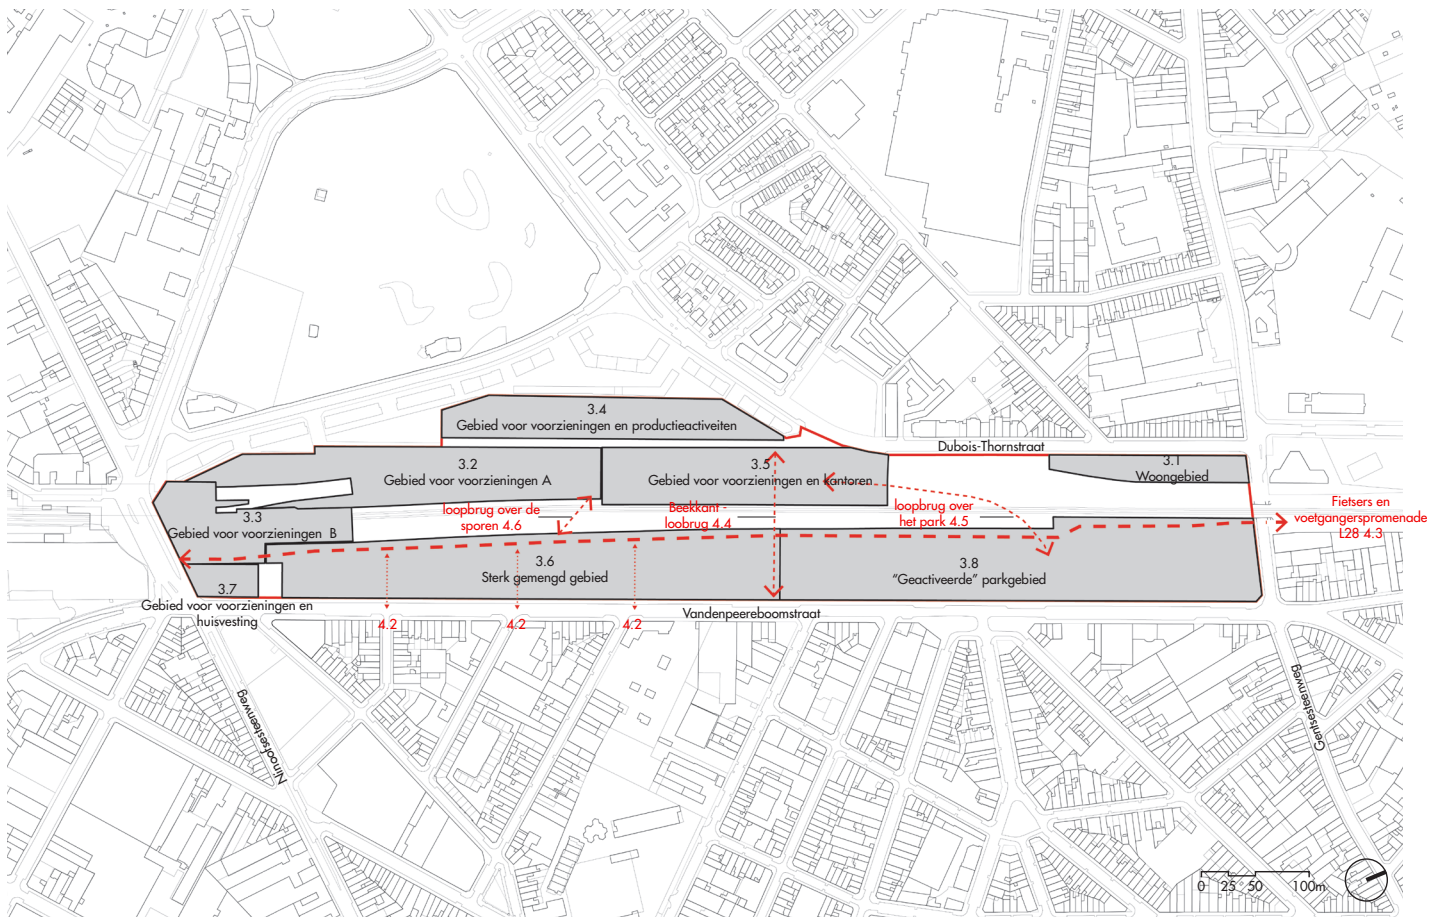 3.4
Gebied voor voorzieningen en productieactiveiten
Dubois-Thornstraat
3.2
Gebied voor voorzieningen A
3.5
Gebied voor voorzieningen en kantoren
3.1
Woongebied
3.3
Gebied voor voorzieningen B
loopbrug over de
sporen 4.6
Beekkant -
loobrug 4.4
loopbrug over
het park 4.5
Fietsers en
voetgangerspromenade
L28 4.3
3.6
Sterk gemengd gebied
3.8
“Geactiveerde” parkgebied
3.7
Gebied voor voorzieningen en
huisvesting
Vandenpeereboomstraat
4.2
4.2
4.2
Ninoofsesteenweg
Gentsesteenweg
0 25 50 100m